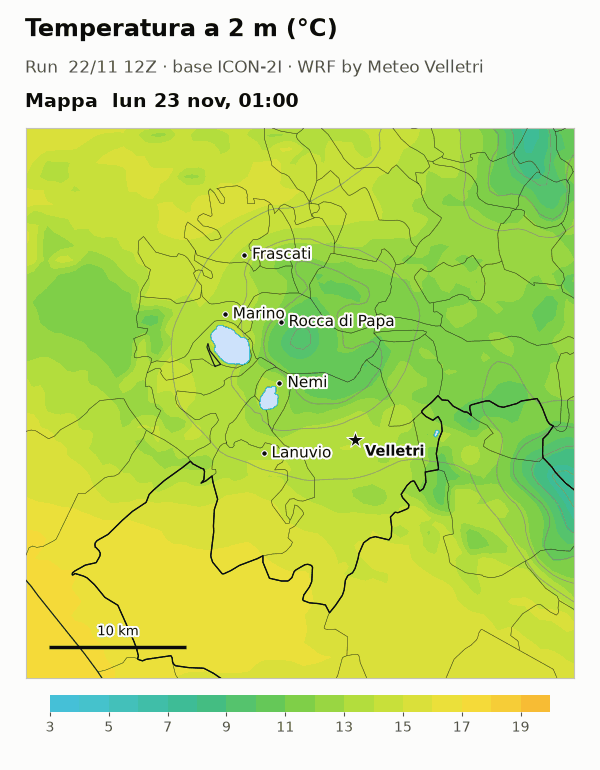 Temperatura a 2 m (°C)
Run 22/11 12Z · base ICON-2I · WRF by Meteo Velletri
Mappa lun 23 nov, 01:00
Frascati
Marino
Rocca di Papa
Nemi
Velletri
Lanuvio
10 km
3 5 7 9 11 13 15 17 19